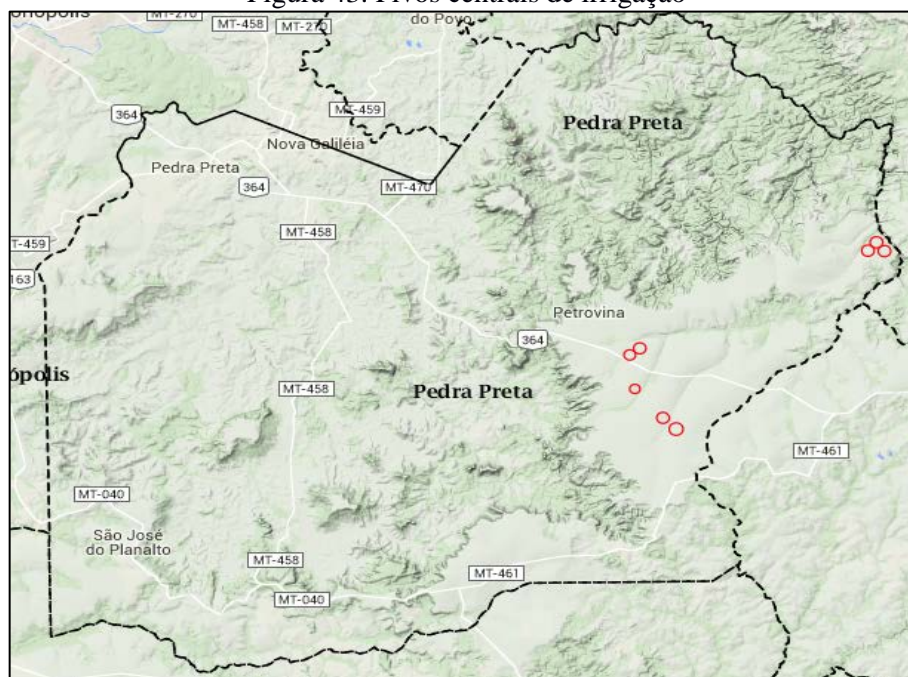 Figura 43. Pivôs centrais de irrigação
MT-270
MT-458
MT-270
do Povo
364
MT-459
Nova Galiléia
Pedra Preta
Pedra Preta
364
MT-470
MT-458
MT-459
163
Petrovina
364
MT-458
Pedra Preta
MT-461
MT-040
São José
do Planalto
MT-458
MT-461
MT-040